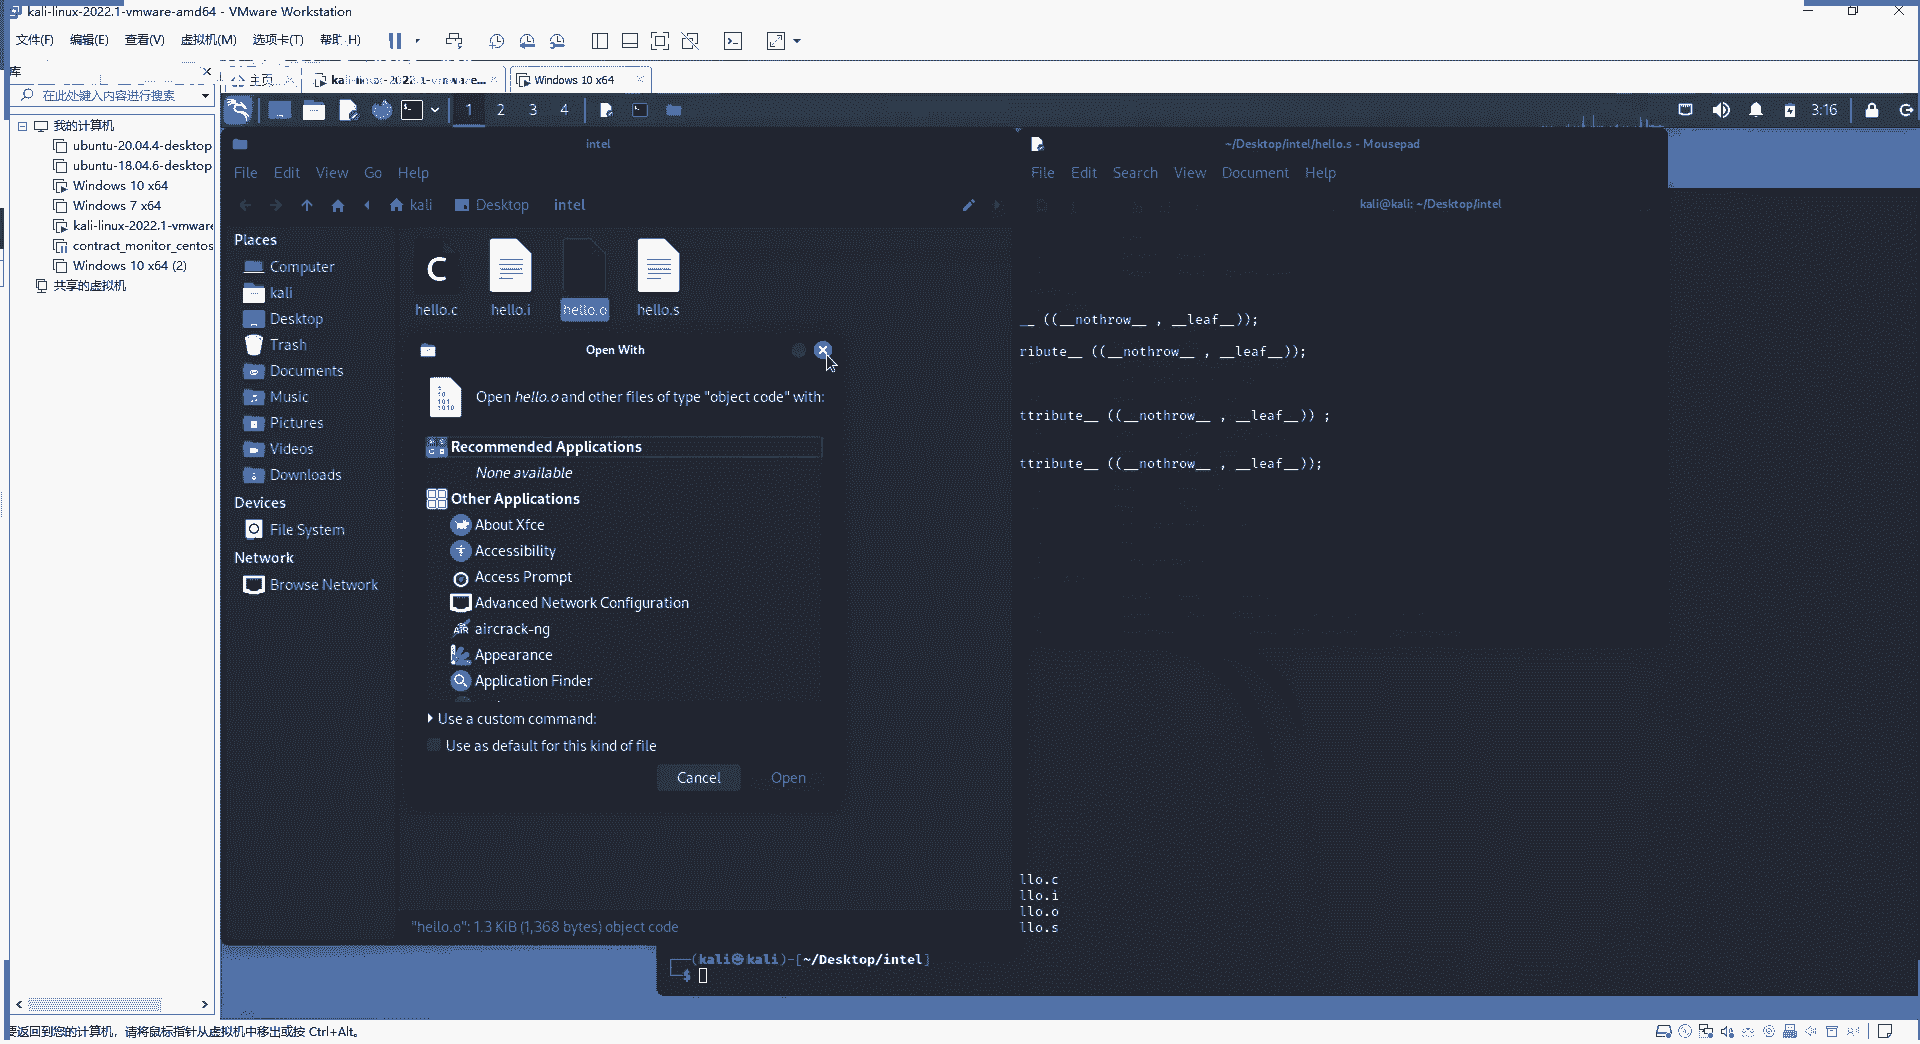 kali-linux-2022.1-vmware-amd64 - VMware Workstation
文件(F) 编辑(E) 查看(V) 虚拟机(M) 选项卡(T) 帮助(H)
库
主页 kali-linux-2022.1-vmware... Windows 10 x64
在此处键入内容进行搜索
1 2 3 4 3:16
我的计算机
ubuntu-20.04.4-desktop
ubuntu-18.04.6-desktop
Windows 10 x64
Windows 7 x64
kali-linux-2022.1-vmware
contract_monitor_centos
Windows 10 x64 (2)
共享的虚拟机
intel
File Edit View Go Help
kali Desktop intel
Places
Computer
kali
Desktop
Trash
Documents
Music
Pictures
Videos
Downloads
Devices
File System
Network
Browse Network
C
hello.c hello.i hello.o hello.s
Open With
Open hello.o and other files of type "object code" with:
Recommended Applications
None available
Other Applications
About Xfce
Accessibility
Access Prompt
Advanced Network Configuration
aircrack-ng
Appearance
Application Finder
Use a custom command:
Use as default for this kind of file
Cancel Open
"hello.o": 1.3 KiB (1,368 bytes) object code
~/Desktop/intel/hello.s - Mousepad
File Edit Search View Document Help
kali@kali: ~/Desktop/intel
__ ((__nothrow__ , __leaf__));
ribute__ ((__nothrow__ , __leaf__));
ttribute__ ((__nothrow__ , __leaf__)) ;
ttribute__ ((__nothrow__ , __leaf__));
llo.c
llo.i
llo.o
llo.s
(kali㉿kali)-[~/Desktop/intel]
$
要返回到您的计算机，请将鼠标指针从虚拟机中移出或按 Ctrl+Alt。